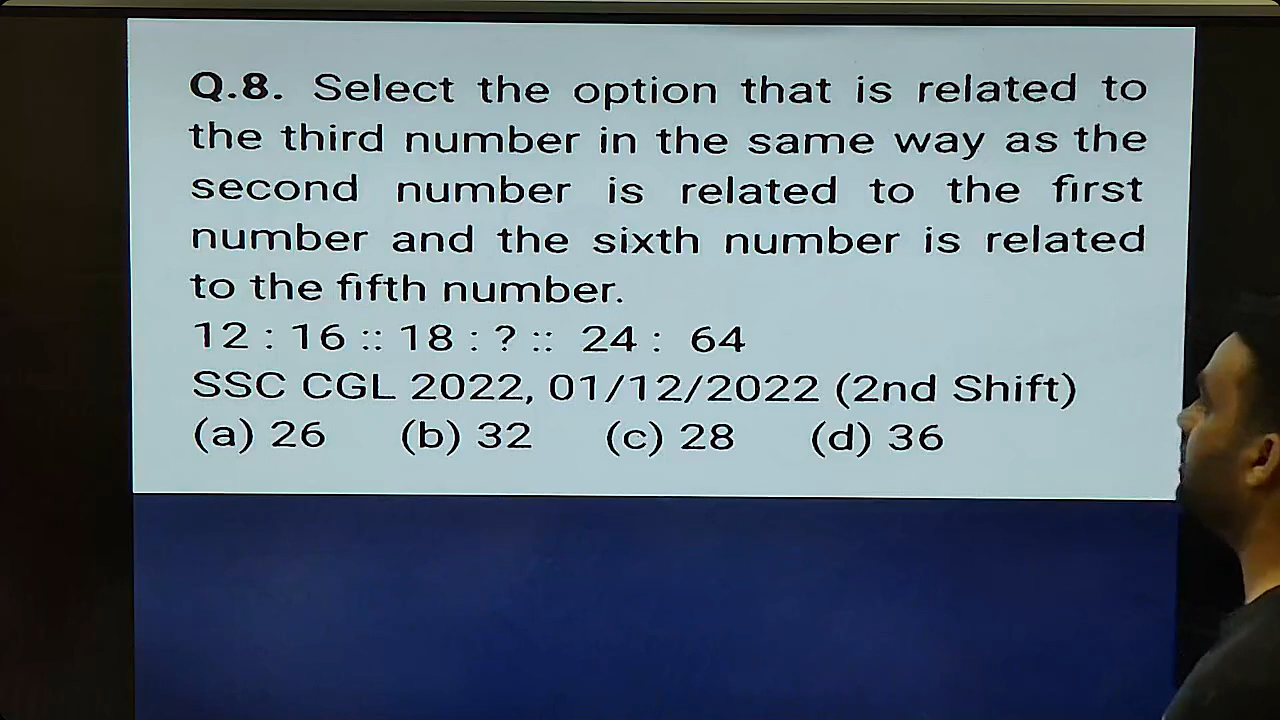 Q.8. Select the option that is related to
the third number in the same way as the
second number is related to the first
number and the sixth number is related
to the fifth number.
12 : 16 :: 18 : ? :: 24 : 64
SSC CGL 2022, 01/12/2022 (2nd Shift)
(a) 26 (b) 32 (c) 28 (d) 36